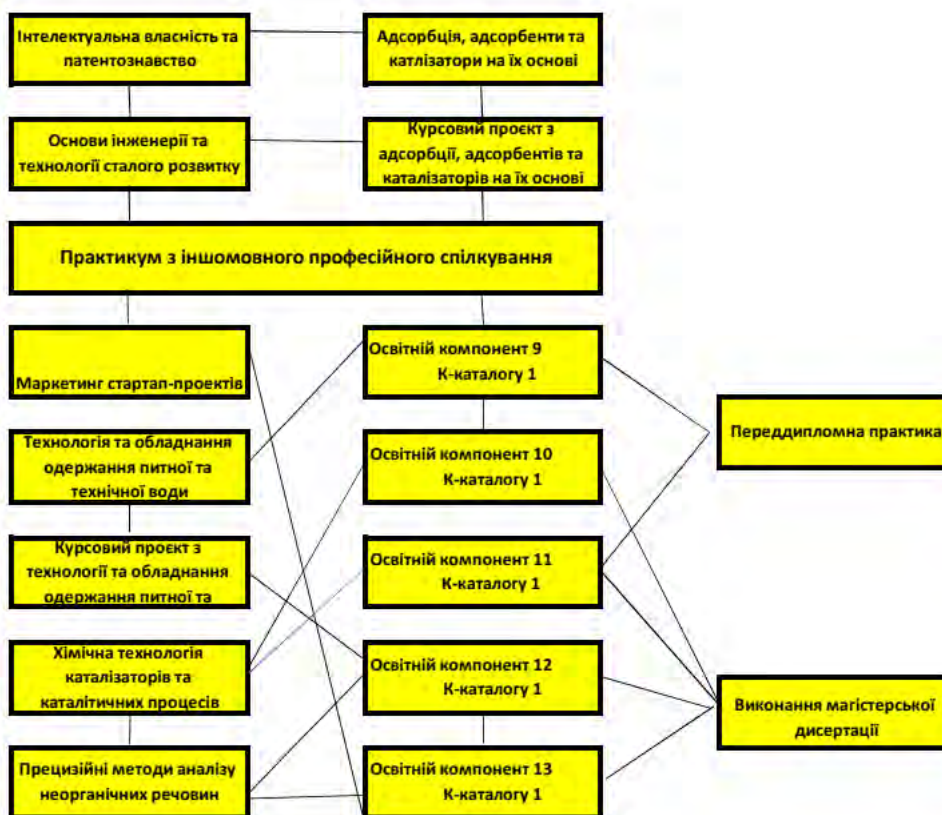 Інтелектуальна власність та
патентознавство
Адсорбція, адсорбенти та
катлізатори на їх основі
Основи інженерії та
технології сталого розвитку
Курсовий проєкт з
адсорбції, адсорбентів та
каталізаторів на їх основі
Практикум з іншомовного професійного спілкування
Маркетинг стартап-проектів
Освітній компонент 9
К-каталогу 1
Переддипломна практика
Технологія та обладнання
одержання питної та
технічної води
Освітній компонент 10
К-каталогу 1
Курсовий проєкт з
технології та обладнання
одержання питної та
Освітній компонент 11
К-каталогу 1
Хімічна технологія
каталізаторів та
каталітичних процесів
Освітній компонент 12
К-каталогу 1
Виконання магістерської
дисертації
Прецизійні методи аналізу
неорганічних речовин
Освітній компонент 13
К-каталогу 1